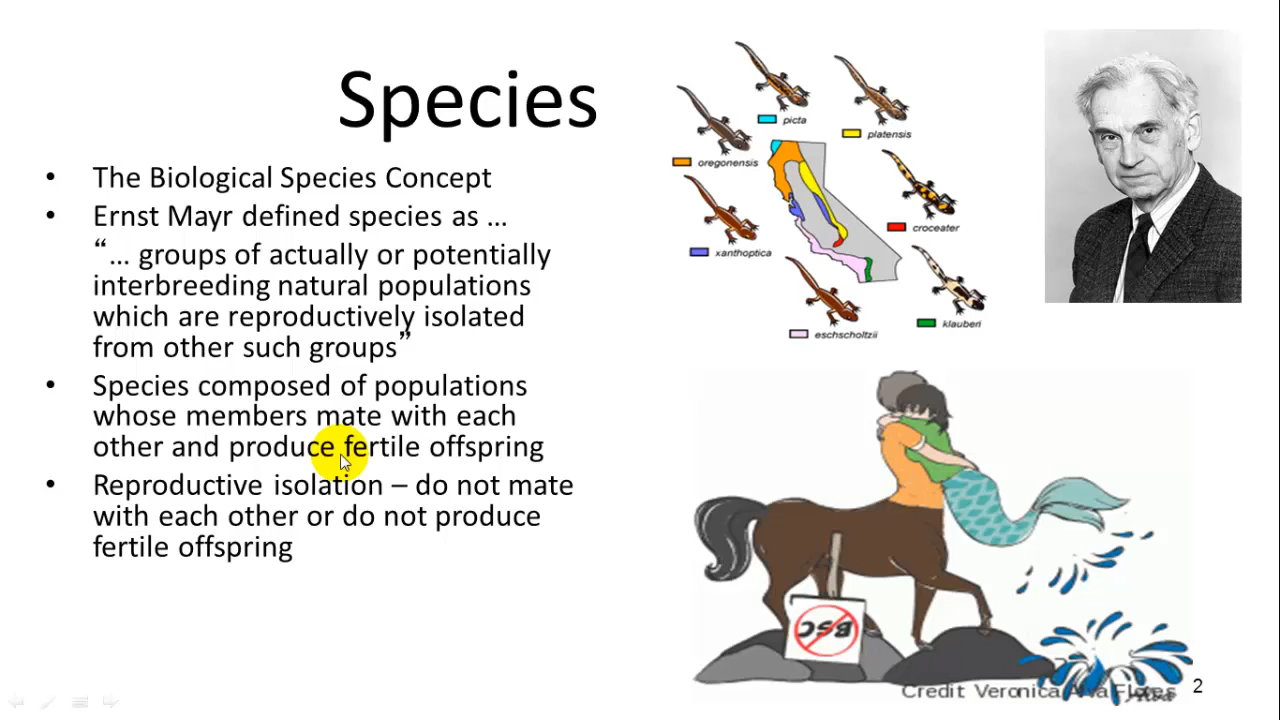 Species
• The Biological Species Concept
• Ernst Mayr defined species as …
“… groups of actually or potentially
interbreeding natural populations
which are reproductively isolated
from other such groups”
• Species composed of populations
whose members mate with each
other and produce fertile offspring
• Reproductive isolation – do not mate
with each other or do not produce
fertile offspring
picta
platensis
oregonensis
croceater
xanthoptica
klauberi
eschscholtzii
BSC
Credit Veronica Alva Flores
2